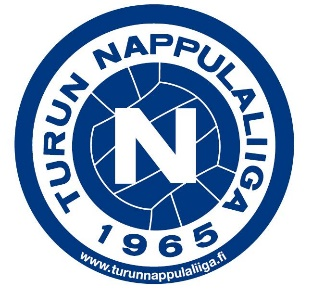 TURUN NAPPULALIIGA
N
1965
www.turunnappulaliiga.fi